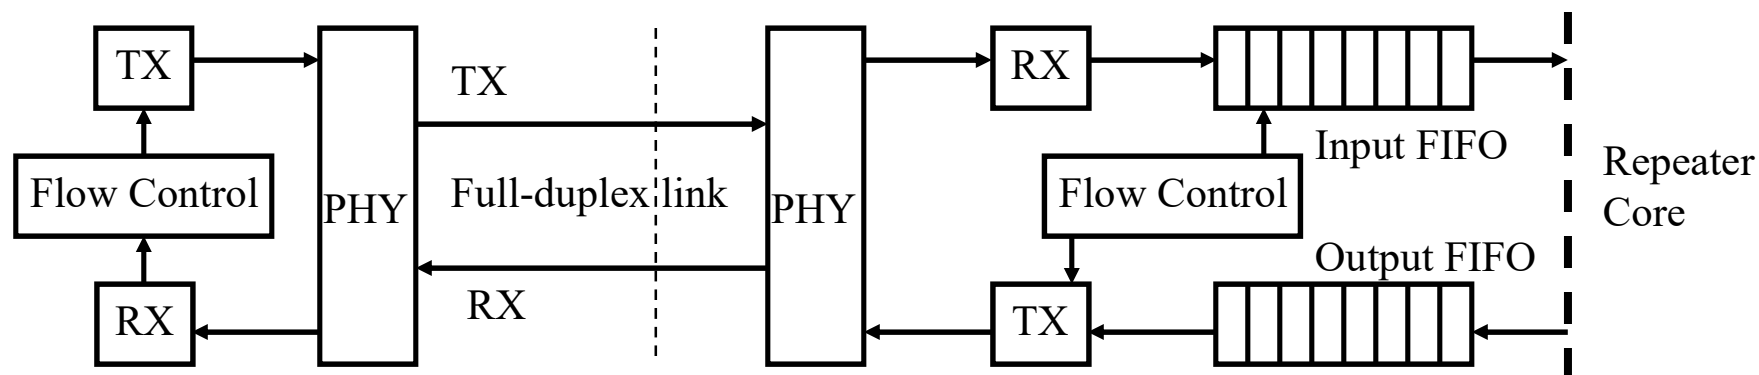 TX
PHY
TX
PHY
RX
Input FIFO
Repeater
Core
Flow Control
Full-duplex link
Flow Control
Output FIFO
RX
RX
TX